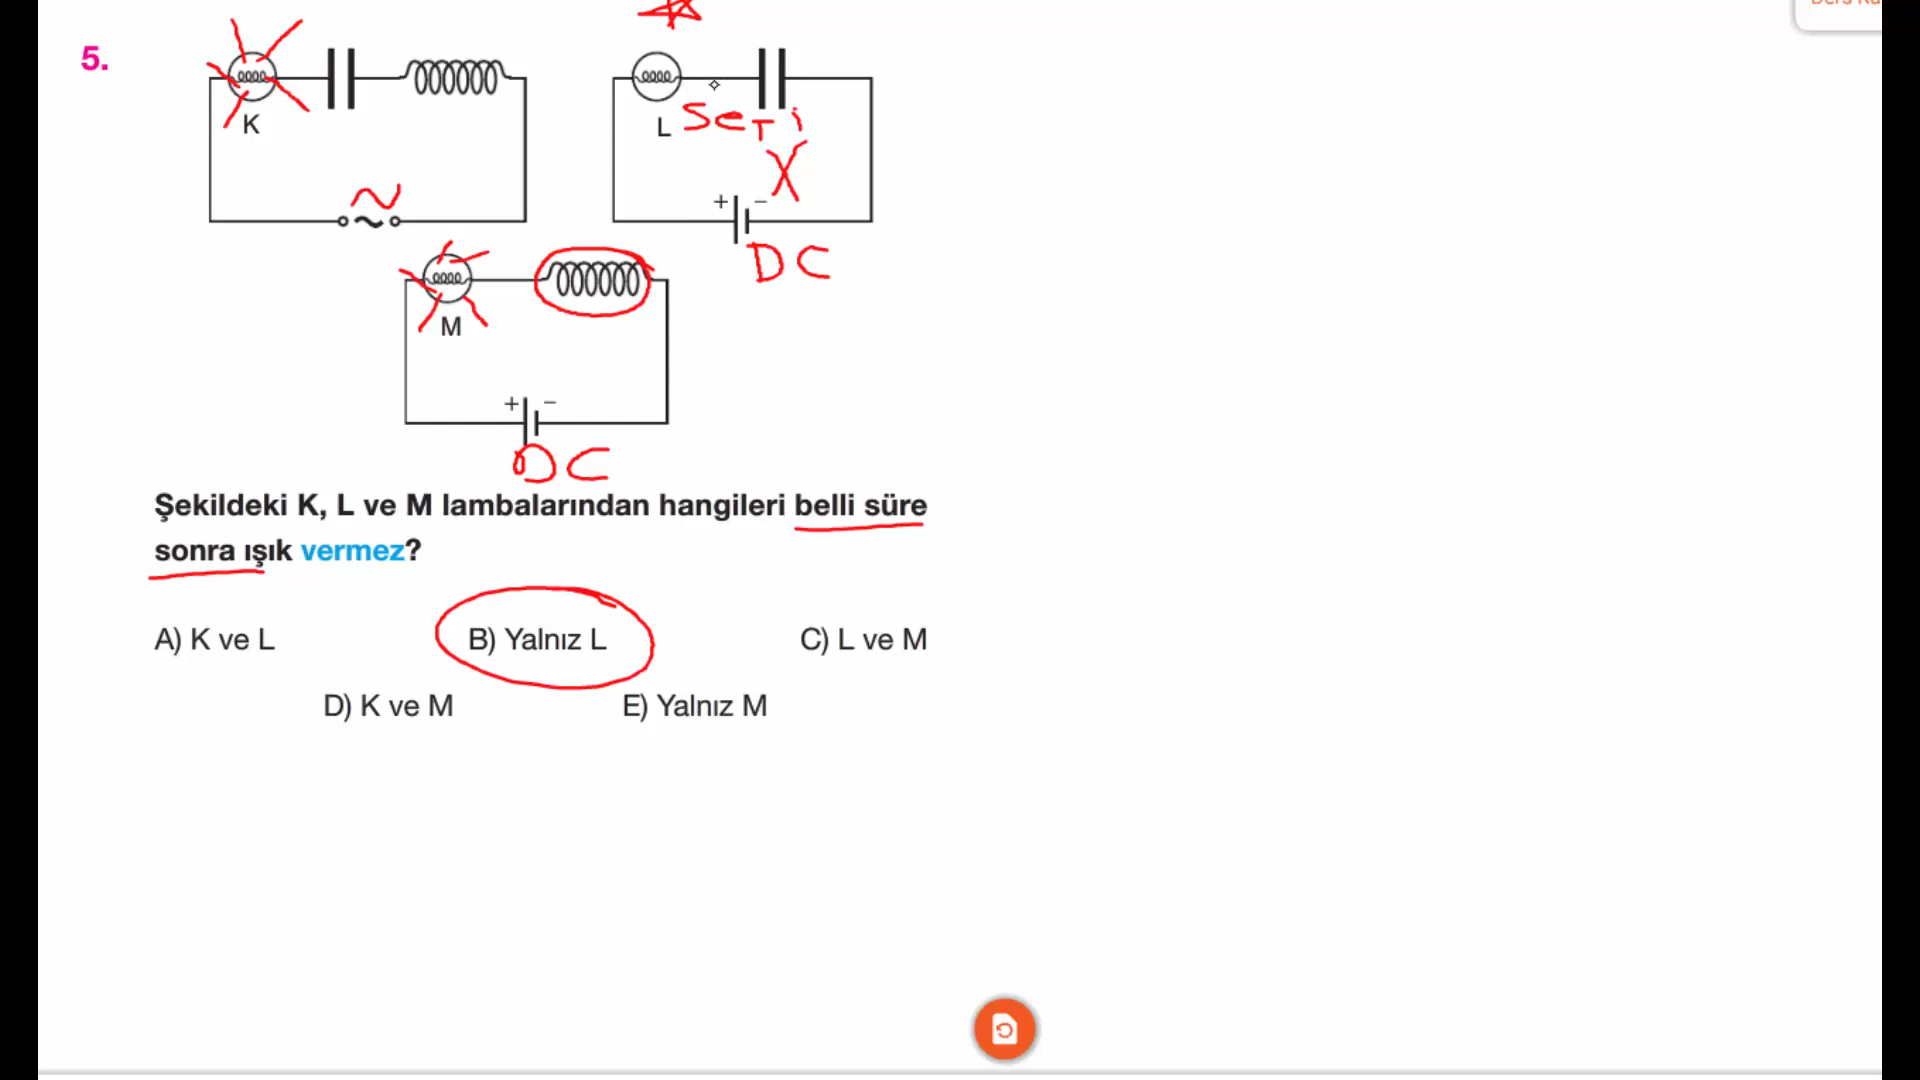 5.
K
L
Seri
X
~
+ −
DC
M
+ −
DC
Şekildeki K, L ve M lambalarından hangileri belli süre
sonra ışık vermez?
A) K ve L B) Yalnız L C) L ve M
D) K ve M E) Yalnız M